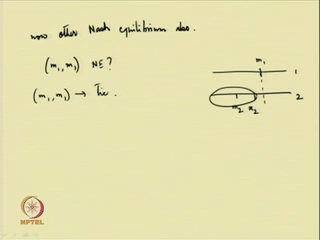 now other Nash equilibrium also.
(m₁, m₁) NE?
(m₁, m₁) → Tie.
m₁
1
2
m₂ x₂
NPTEL